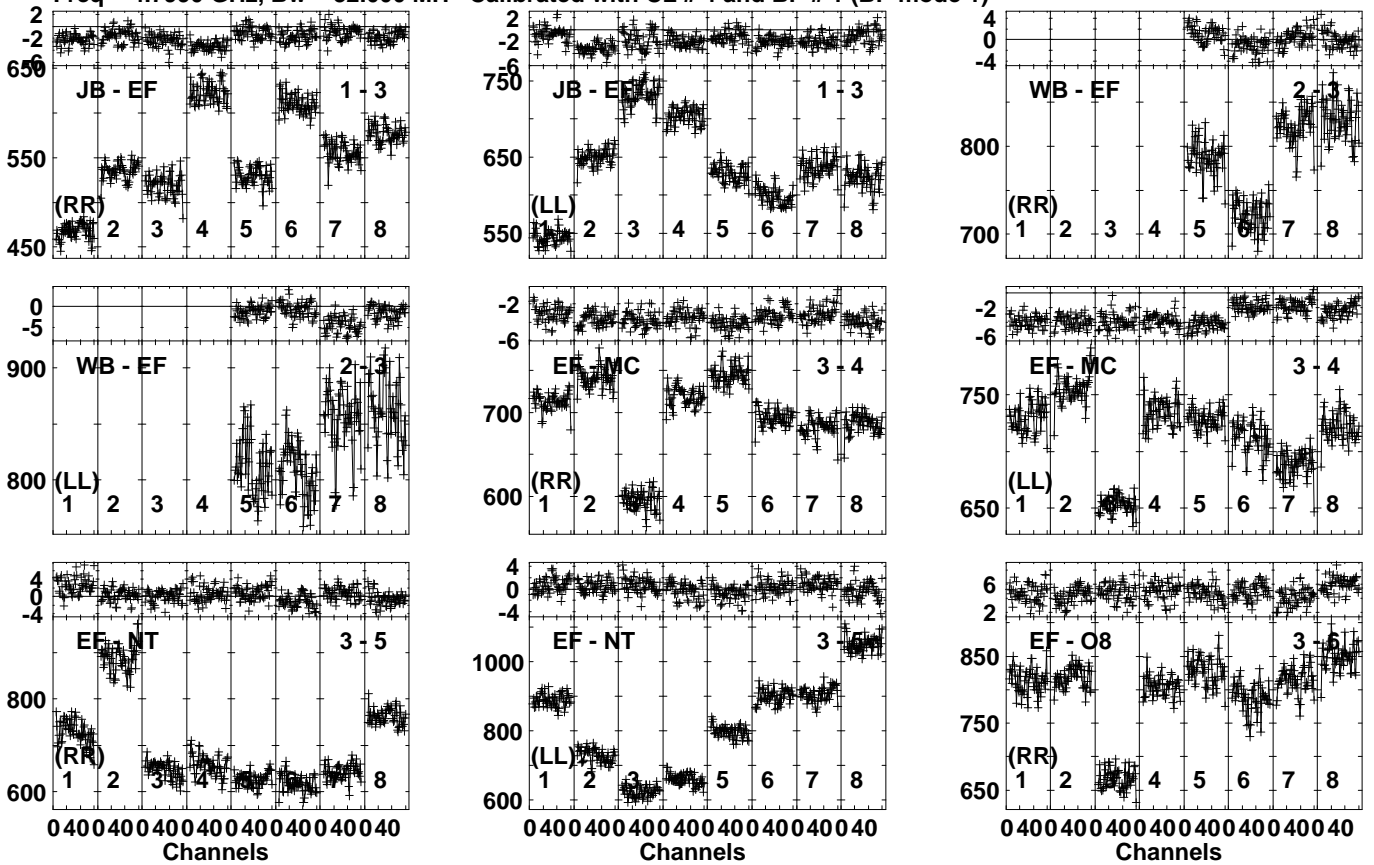 2 2 4
-2 -2 0
-6 -6 -4
650 JB - EF 1 - 3 750 JB - EF 1 - 3 WB - EF 2 - 3
550 650 800
(RR) (LL) (RR)
450 2 3 4 5 6 7 8 550 1 2 3 4 5 6 7 8 700 1 2 3 4 5 6 7 8
0 -2 -2
-5 -6 -6
900 WB - EF 2 - 3 EF - MC 3 - 4 EF - MC 3 - 4
700 750
800 (LL) (RR) (LL)
1 2 3 4 5 6 7 8 600 1 2 4 5 6 7 8 650 1 2 4 5 6 7 8
4 4 6
0 0 2
-4 -4
EF - NT 3 - 5 EF - NT 3 - 5 EF - O8 3 - 6
1000 850
800 800 750
(RR) (LL) (RR)
1 2 3 4 5 6 7 8 1 2 3 4 5 6 7 8 1 2 4 5 6 7 8
600 600 650
0 40 0 40 0 40 0 40 0 40 0 40 0 40 0 40 0 40 0 40 0 40 0 40 0 40 0 40 0 40 0 40 0 40 0 40 0 40 0 40 0 40 0 40 0 40 0 40
Channels Channels Channels